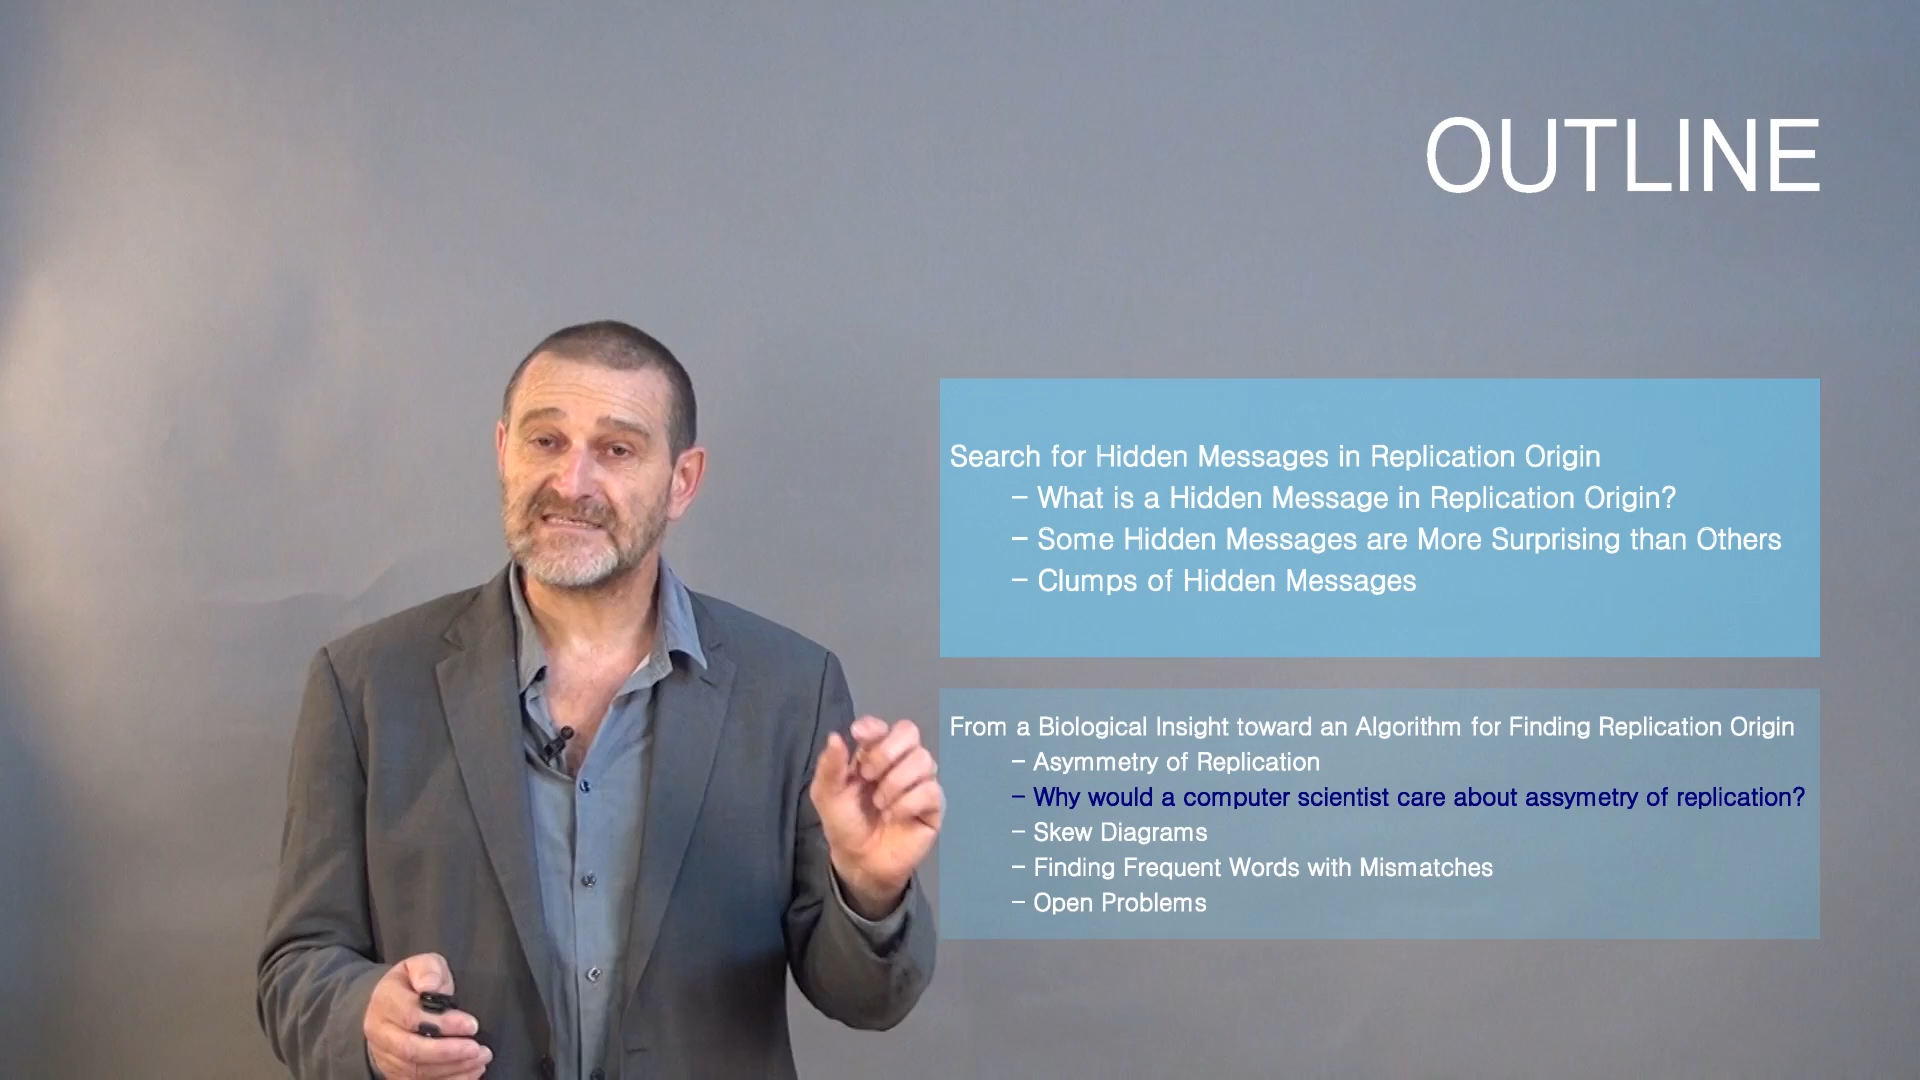 OUTLINE
Search for Hidden Messages in Replication Origin
– What is a Hidden Message in Replication Origin?
– Some Hidden Messages are More Surprising than Others
– Clumps of Hidden Messages
From a Biological Insight toward an Algorithm for Finding Replication Origin
– Asymmetry of Replication
– Why would a computer scientist care about assymetry of replication?
– Skew Diagrams
– Finding Frequent Words with Mismatches
– Open Problems